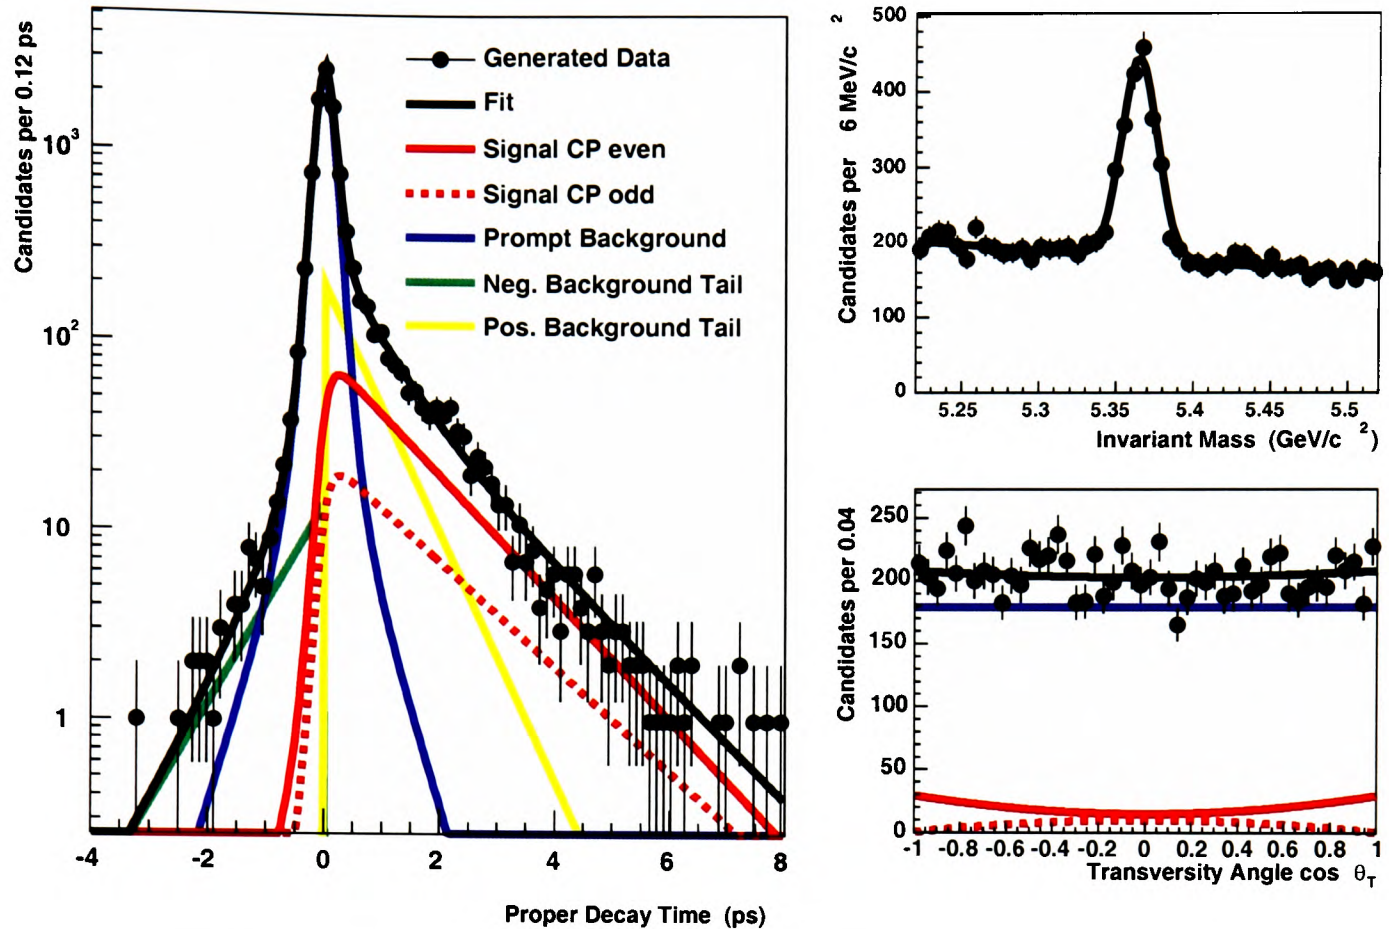 Candidates per 0.12 ps
10³
10²
10
1
-4 -2 0 2 4 6 8
Proper Decay Time (ps)
Generated Data
Fit
Signal CP even
Signal CP odd
Prompt Background
Neg. Background Tail
Pos. Background Tail
Candidates per 6 MeV/c ²
500
400
300
200
100
0
5.25 5.3 5.35 5.4 5.45 5.5
Invariant Mass (GeV/c ²)
Candidates per 0.04
250
200
150
100
50
0
-1 -0.8 -0.6 -0.4 -0.2 0 0.2 0.4 0.6 0.8 1
Transversity Angle cos θT